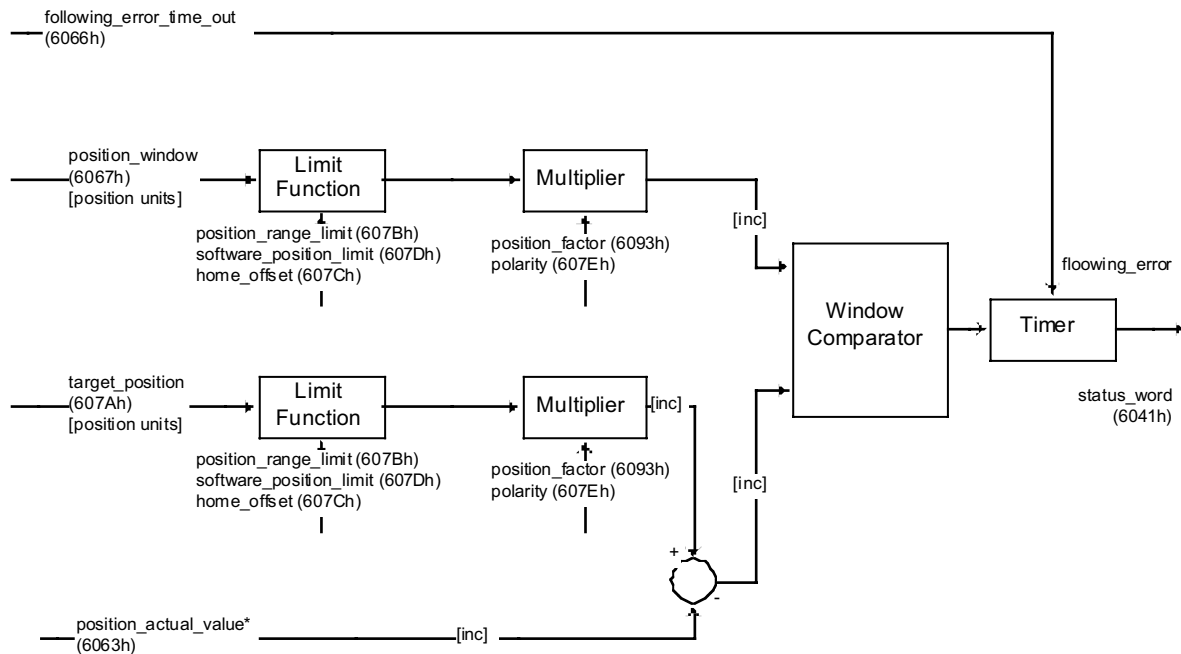 following_error_time_out
(6066h)
position_window
(6067h)
[position units]
Limit
Function
Multiplier
position_range_limit (607Bh)
software_position_limit (607Dh)
home_offset (607Ch)
position_factor (6093h)
polarity (607Eh)
[inc]
Window
Comparator
floowing_error
Timer
status_word
(6041h)
target_position
(607Ah)
[position units]
Limit
Function
Multiplier
[inc]
position_range_limit (607Bh)
software_position_limit (607Dh)
home_offset (607Ch)
position_factor (6093h)
polarity (607Eh)
[inc]
+
-
position_actual_value*
(6063h)
[inc]